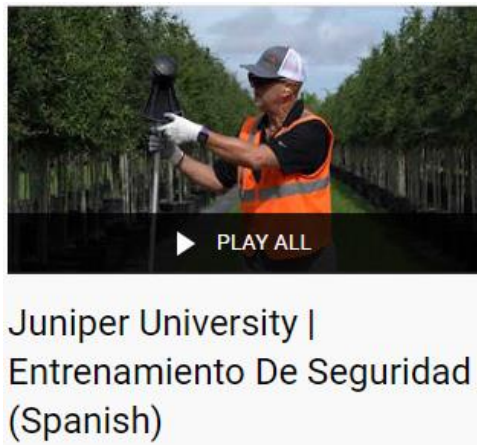 PLAY ALL
Juniper University |
Entrenamiento De Seguridad
(Spanish)